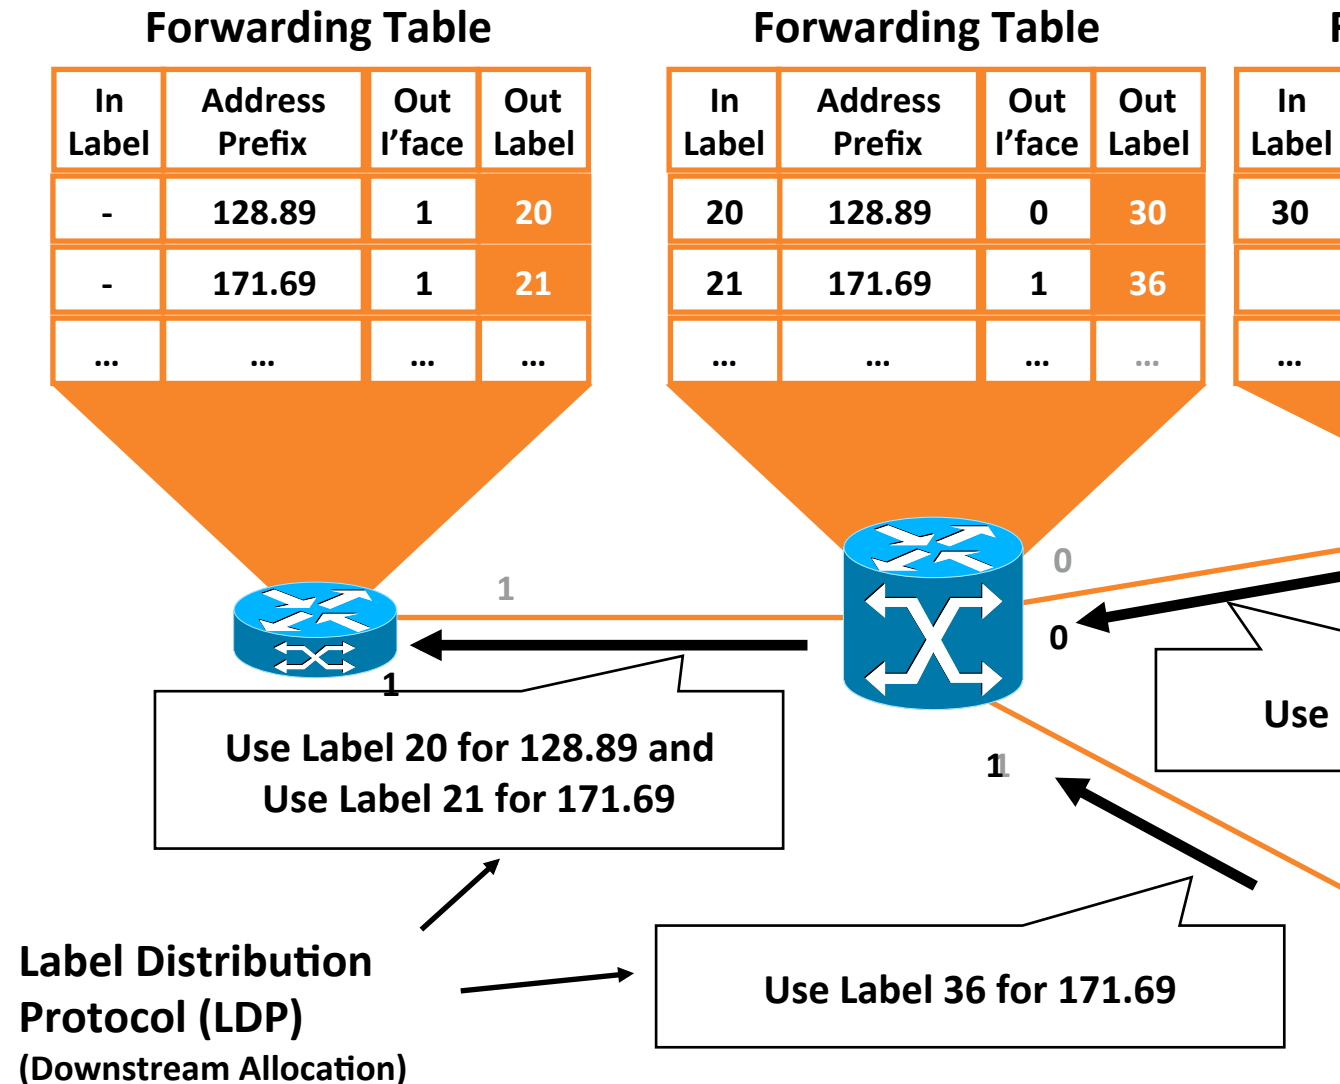 Forwarding Table
In Label Address Prefix Out I'face Out Label
- 128.89 1 20
- 171.69 1 21
... ... ... ...
Forwarding Table
In Label Address Prefix Out I'face Out Label
20 128.89 0 30
21 171.69 1 36
... ... ... ...
In Label
30
...
1
0
0
1
1
1
Use Label 20 for 128.89 and
Use Label 21 for 171.69
Use
Use Label 36 for 171.69
Label Distribution
Protocol (LDP)
(Downstream Allocation)